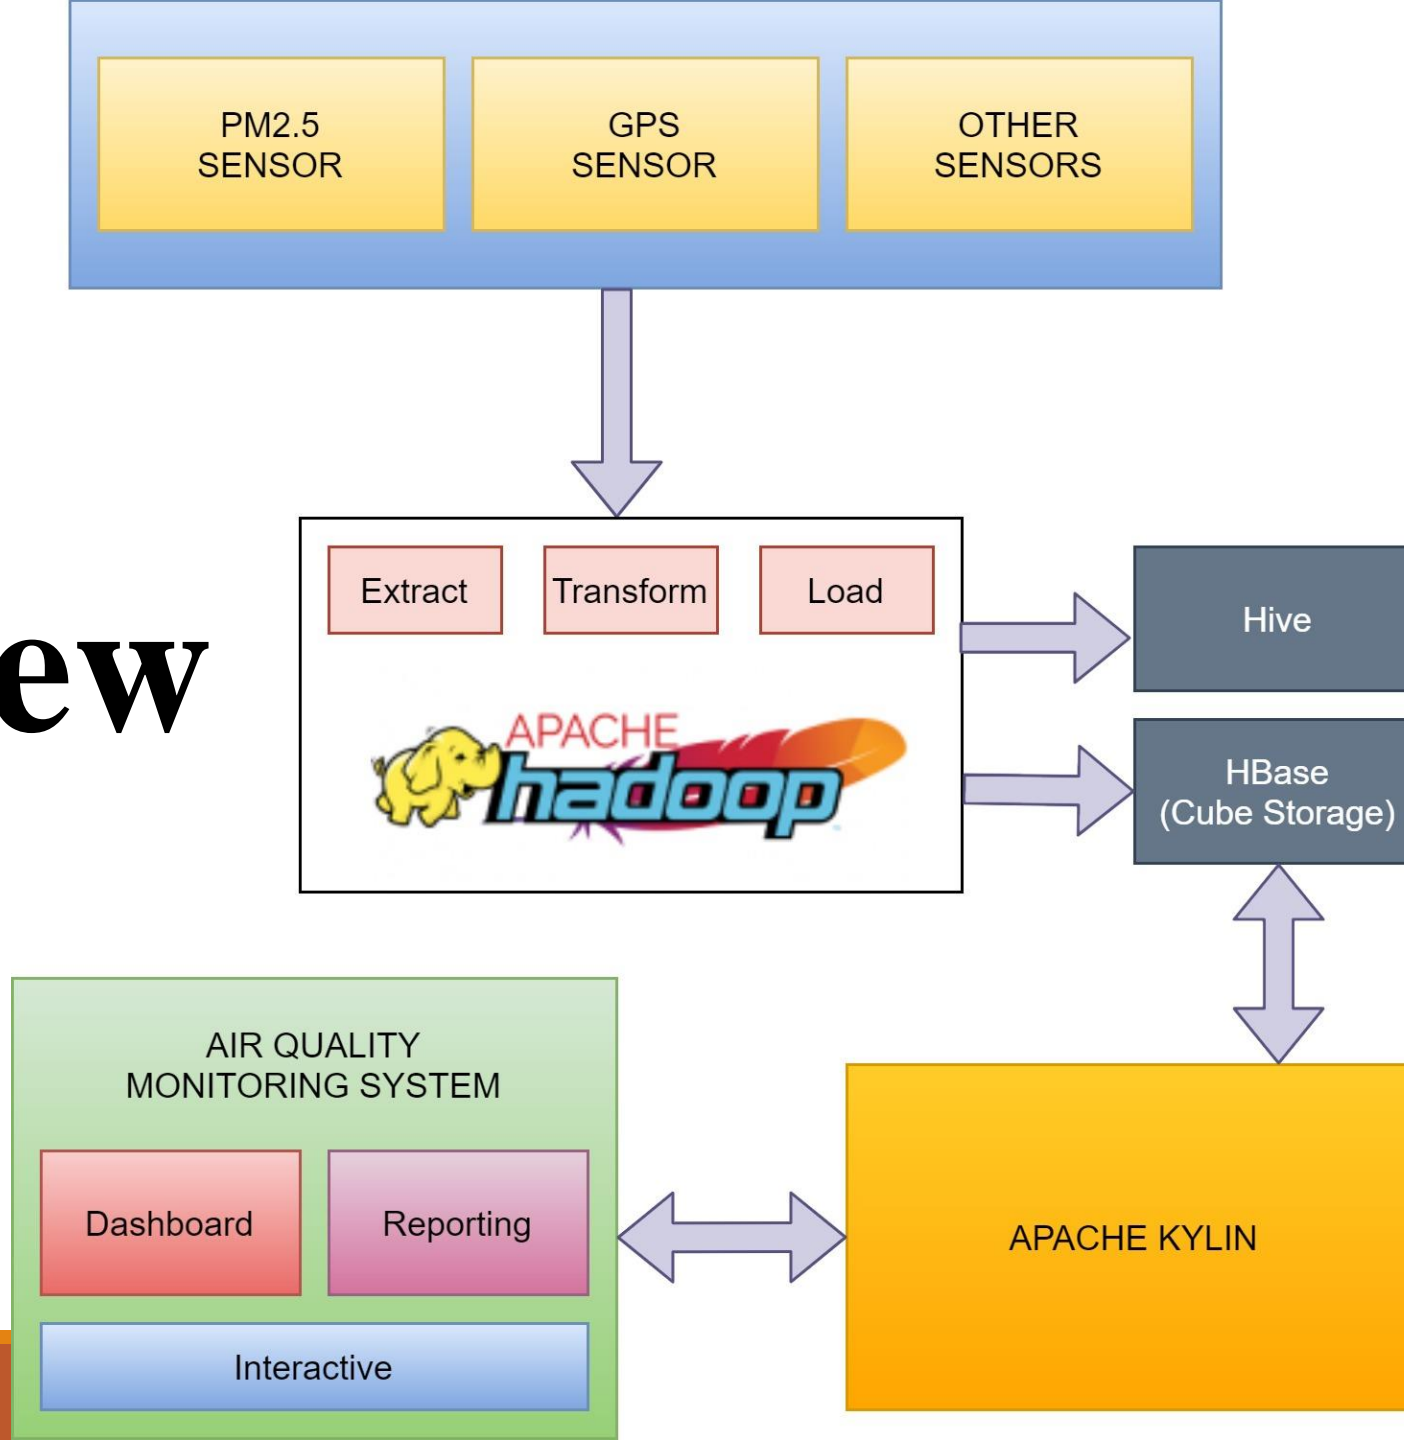 PM2.5
SENSOR
GPS
SENSOR
OTHER
SENSORS
Extract
Transform
Load
Hive
ew
APACHE
hadoop
HBase
(Cube Storage)
AIR QUALITY
MONITORING SYSTEM
Dashboard
Reporting
Interactive
APACHE KYLIN